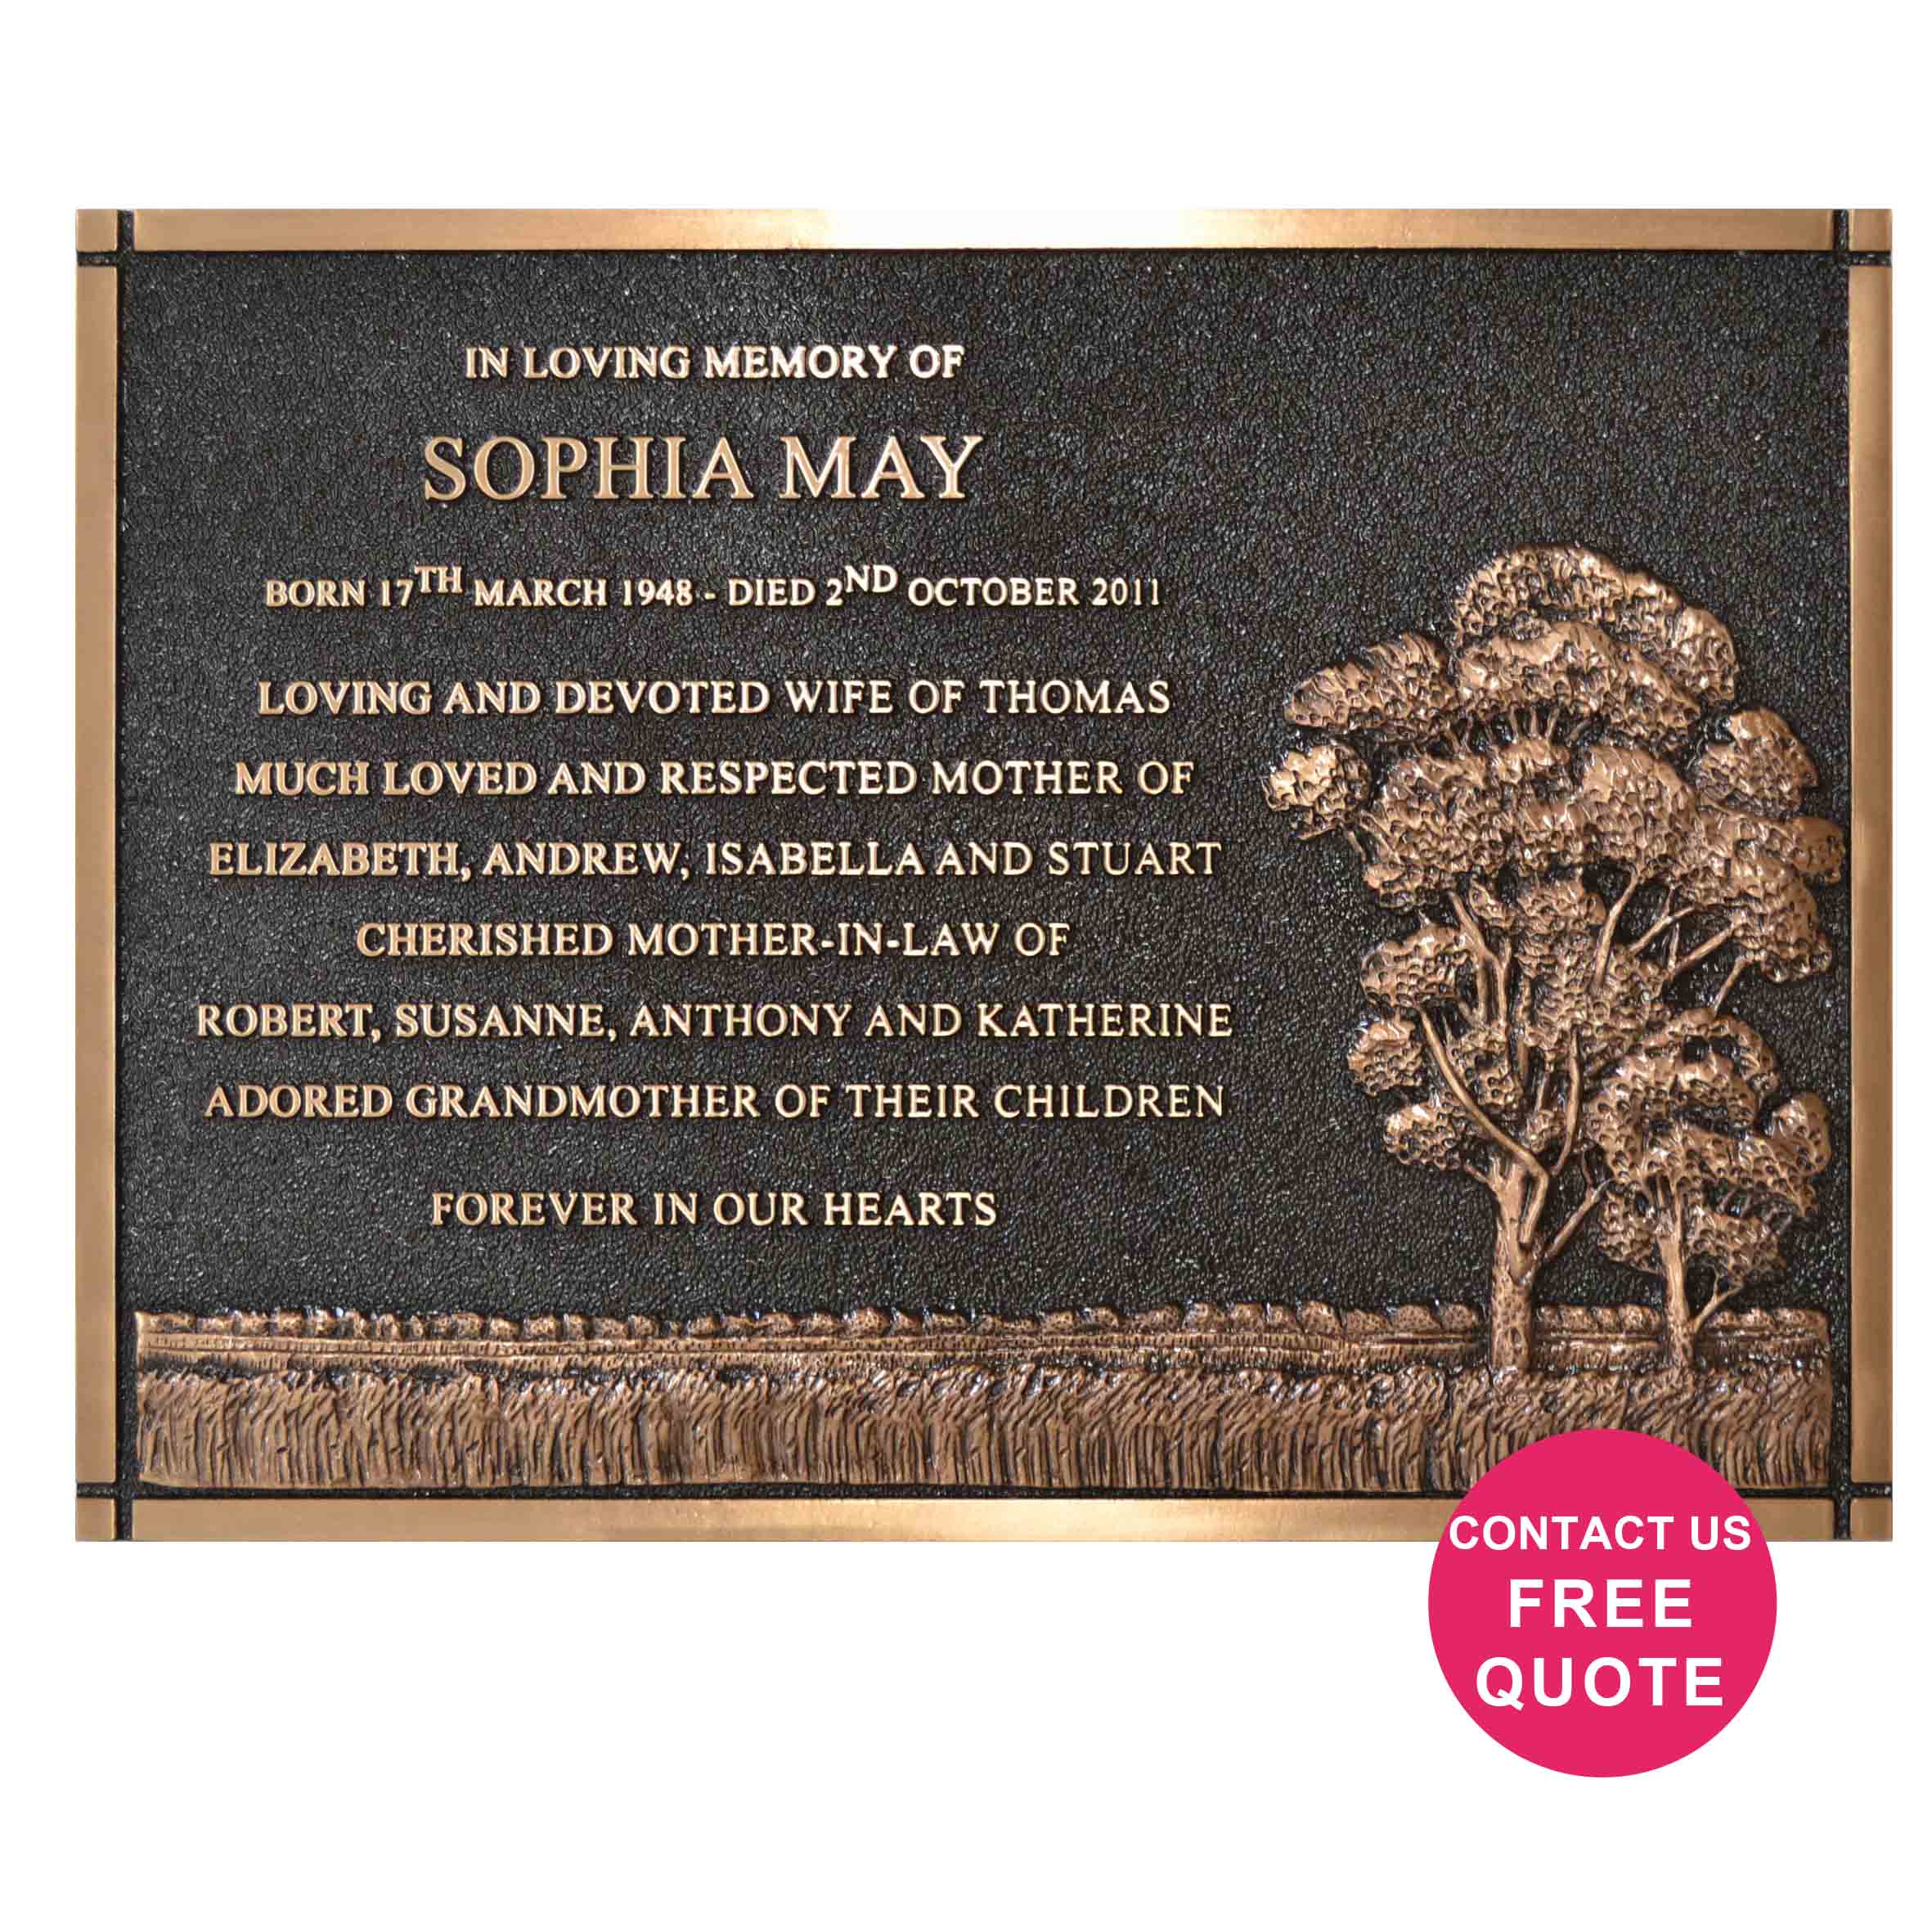 IN LOVING MEMORY OF
SOPHIA MAY
BORN 17TH MARCH 1948 - DIED 2ND OCTOBER 2011
LOVING AND DEVOTED WIFE OF THOMAS
MUCH LOVED AND RESPECTED MOTHER OF
ELIZABETH, ANDREW, ISABELLA AND STUART
CHERISHED MOTHER-IN-LAW OF
ROBERT, SUSANNE, ANTHONY AND KATHERINE
ADORED GRANDMOTHER OF THEIR CHILDREN
FOREVER IN OUR HEARTS
CONTACT US
FREE
QUOTE